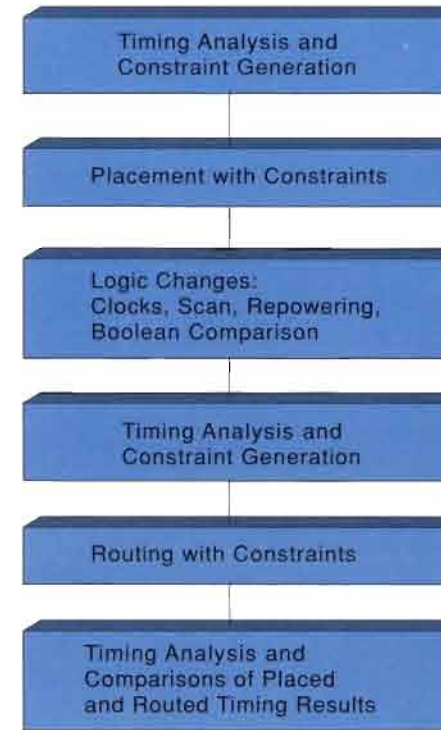 Timing Analysis and
Constraint Generation
Placement with Constraints
Logic Changes:
Clocks, Scan, Repowering,
Boolean Comparison
Timing Analysis and
Constraint Generation
Routing with Constraints
Timing Analysis and
Comparisons of Placed
and Routed Timing Results